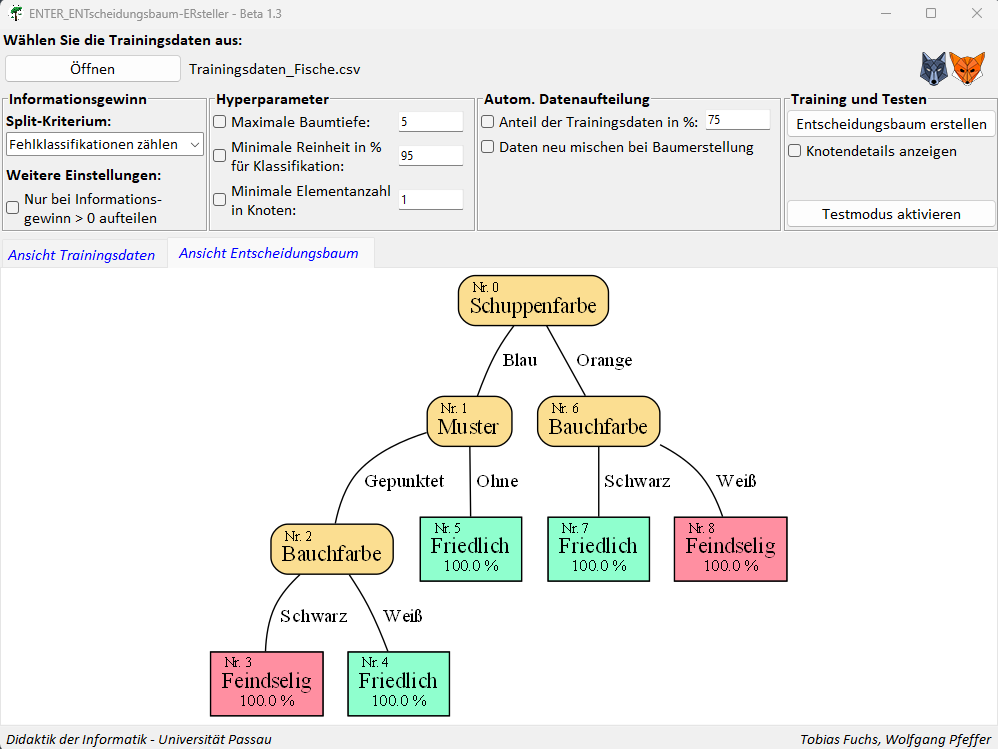 ENTER_ENTscheidungsbaum-ERsteller - Beta 1.3
Wählen Sie die Trainingsdaten aus:
Öffnen
Trainingsdaten_Fische.csv
Informationsgewinn
Split-Kriterium:
Fehlklassifikationen zählen
Weitere Einstellungen:
Nur bei Informations-
gewinn > 0 aufteilen
Hyperparameter
Maximale Baumtiefe:
5
Minimale Reinheit in %
für Klassifikation:
95
Minimale Elementanzahl
in Knoten:
1
Autom. Datenaufteilung
Anteil der Trainingsdaten in %:
75
Daten neu mischen bei Baumerstellung
Training und Testen
Entscheidungsbaum erstellen
Knotendetails anzeigen
Testmodus aktivieren
Ansicht Trainingsdaten
Ansicht Entscheidungsbaum
Nr. 0
Schuppenfarbe
Blau
Orange
Nr. 1
Muster
Nr. 6
Bauchfarbe
Gepunktet
Ohne
Schwarz
Weiß
Nr. 2
Bauchfarbe
Nr. 5
Friedlich
100.0 %
Nr. 7
Friedlich
100.0 %
Nr. 8
Feindselig
100.0 %
Schwarz
Weiß
Nr. 3
Feindselig
100.0 %
Nr. 4
Friedlich
100.0 %
Didaktik der Informatik - Universität Passau
Tobias Fuchs, Wolfgang Pfeffer